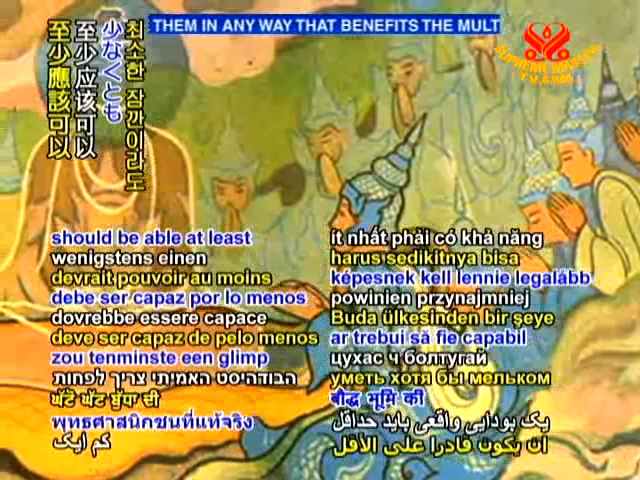 THEM IN ANY WAY THAT BENEFITS THE MULT
SUPREME MASTER
TV.COM
최소한 잠깐이라도
少なくとも
至少应该可以
至少應該可以
should be able at least
wenigstens einen
devrait pouvoir au moins
debe ser capaz por lo menos
dovrebbe essere capace
deve ser capaz de pelo menos
zou tenminste een glimp
הבודהיסט האמיתי צריך לפחות
ਘੱਟੋ ਘੱਟ ਬੁੱਧਾ ਦੀ
พุทธศาสนิกชนที่แท้จริง
کم ایک
ít nhất phải có khả năng
harus sedikitnya bisa
képesnek kell lennie legalább
powinien przynajmniej
Buda ülkesinden bir şeye
ar trebui să fie capabil
цухас ч болтугай
уметь хотя бы мельком
बौद्ध भूमि की
یک بودایی واقعی باید حداقل
ان يكون قادرا على الأقل